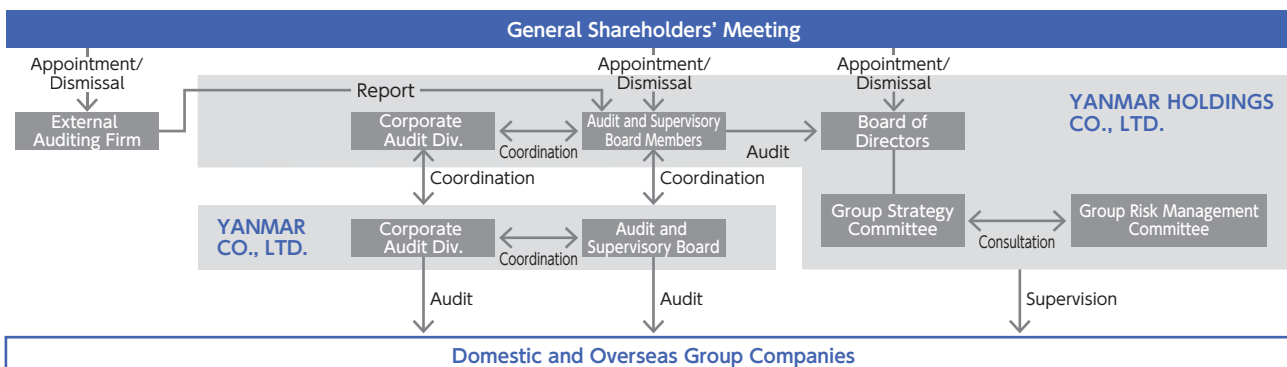 General Shareholders' Meeting
Appointment/
Dismissal
Appointment/
Dismissal
Appointment/
Dismissal
Report
YANMAR HOLDINGS
CO., LTD.
External
Auditing Firm
Corporate
Audit Div.
Coordination
Audit and Supervisory
Board Members
Audit
Board of
Directors
Coordination
Coordination
Group Strategy
Committee
Consultation
Group Risk Management
Committee
YANMAR
CO., LTD.
Corporate
Audit Div.
Coordination
Audit and
Supervisory Board
Audit
Audit
Supervision
Domestic and Overseas Group Companies